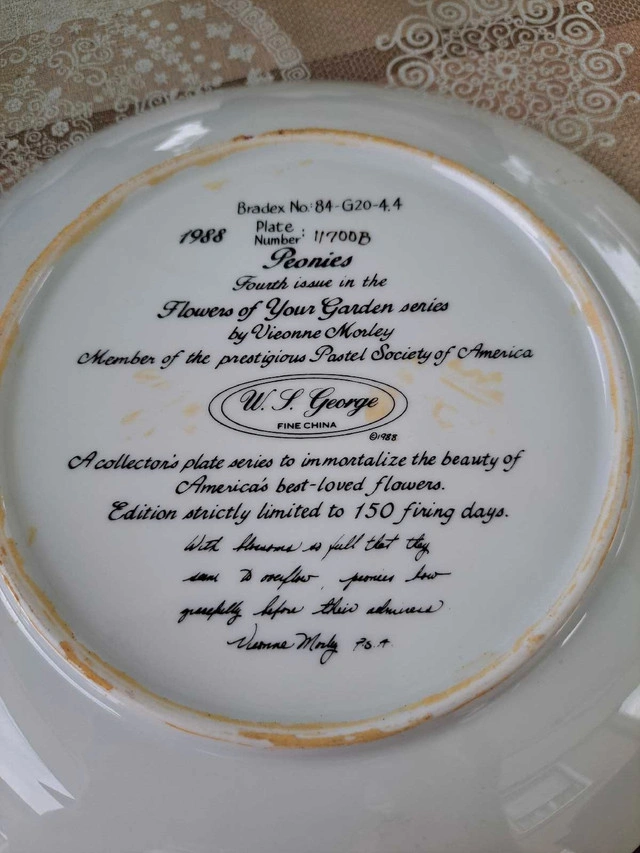 Bradex No.: 84-G20-4.4
1988 Plate Number: 11700B
Peonies
Fourth issue in the
Flowers of Your Garden series
by Vieonne Morley
Member of the prestigious Pastel Society of America
W. S. George
FINE CHINA
©1988
A collector's plate series to immortalize the beauty of
America's best-loved flowers.
Edition strictly limited to 150 firing days.
With blossoms so full that they
seem to overflow, peonies bow
gracefully before their admirers
Vieonne Morley P.S.A.